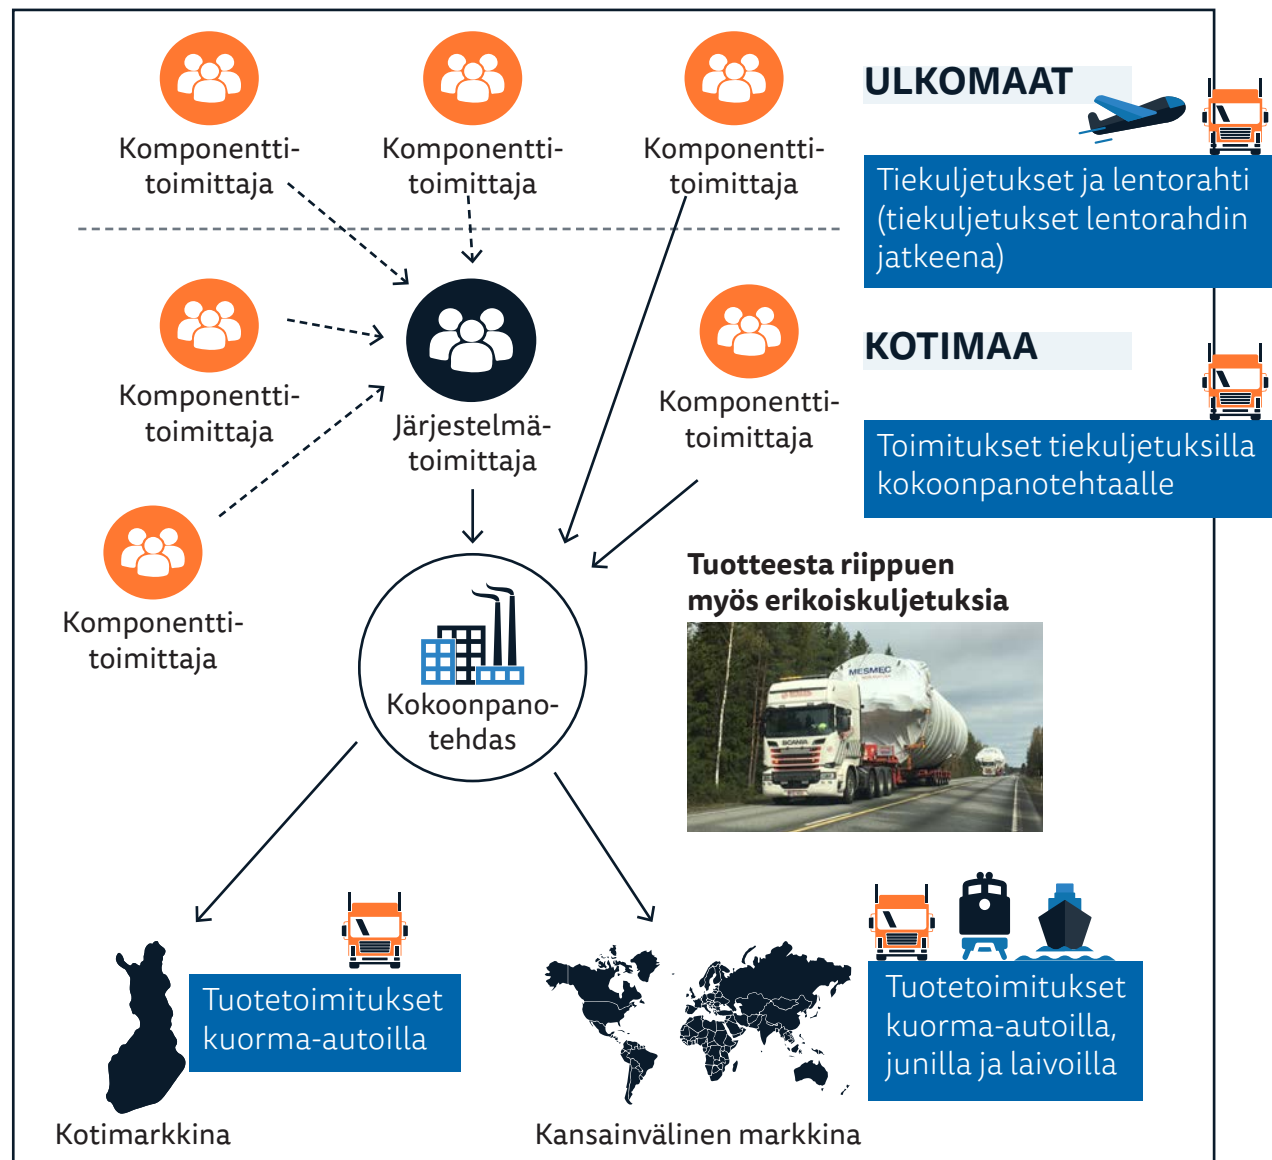 Komponentti-
toimittaja
Komponentti-
toimittaja
Komponentti-
toimittaja
ULKOMAAT
Tiekuljetukset ja lentorahti
(tiekuljetukset lentorahdin
jatkeena)
Komponentti-
toimittaja
Järjestelmä-
toimittaja
Komponentti-
toimittaja
KOTIMAA
Toimitukset tiekuljetuksilla
kokoonpanotehtaalle
Komponentti-
toimittaja
Kokoonpano-
tehdas
Tuotteesta riippuen
myös erikoiskuljetuksia
MESMEC
SCANIA
Tuotetoimitukset
kuorma-autoilla
Kotimarkkina
Tuotetoimitukset
kuorma-autoilla,
junilla ja laivoilla
Kansainvälinen markkina